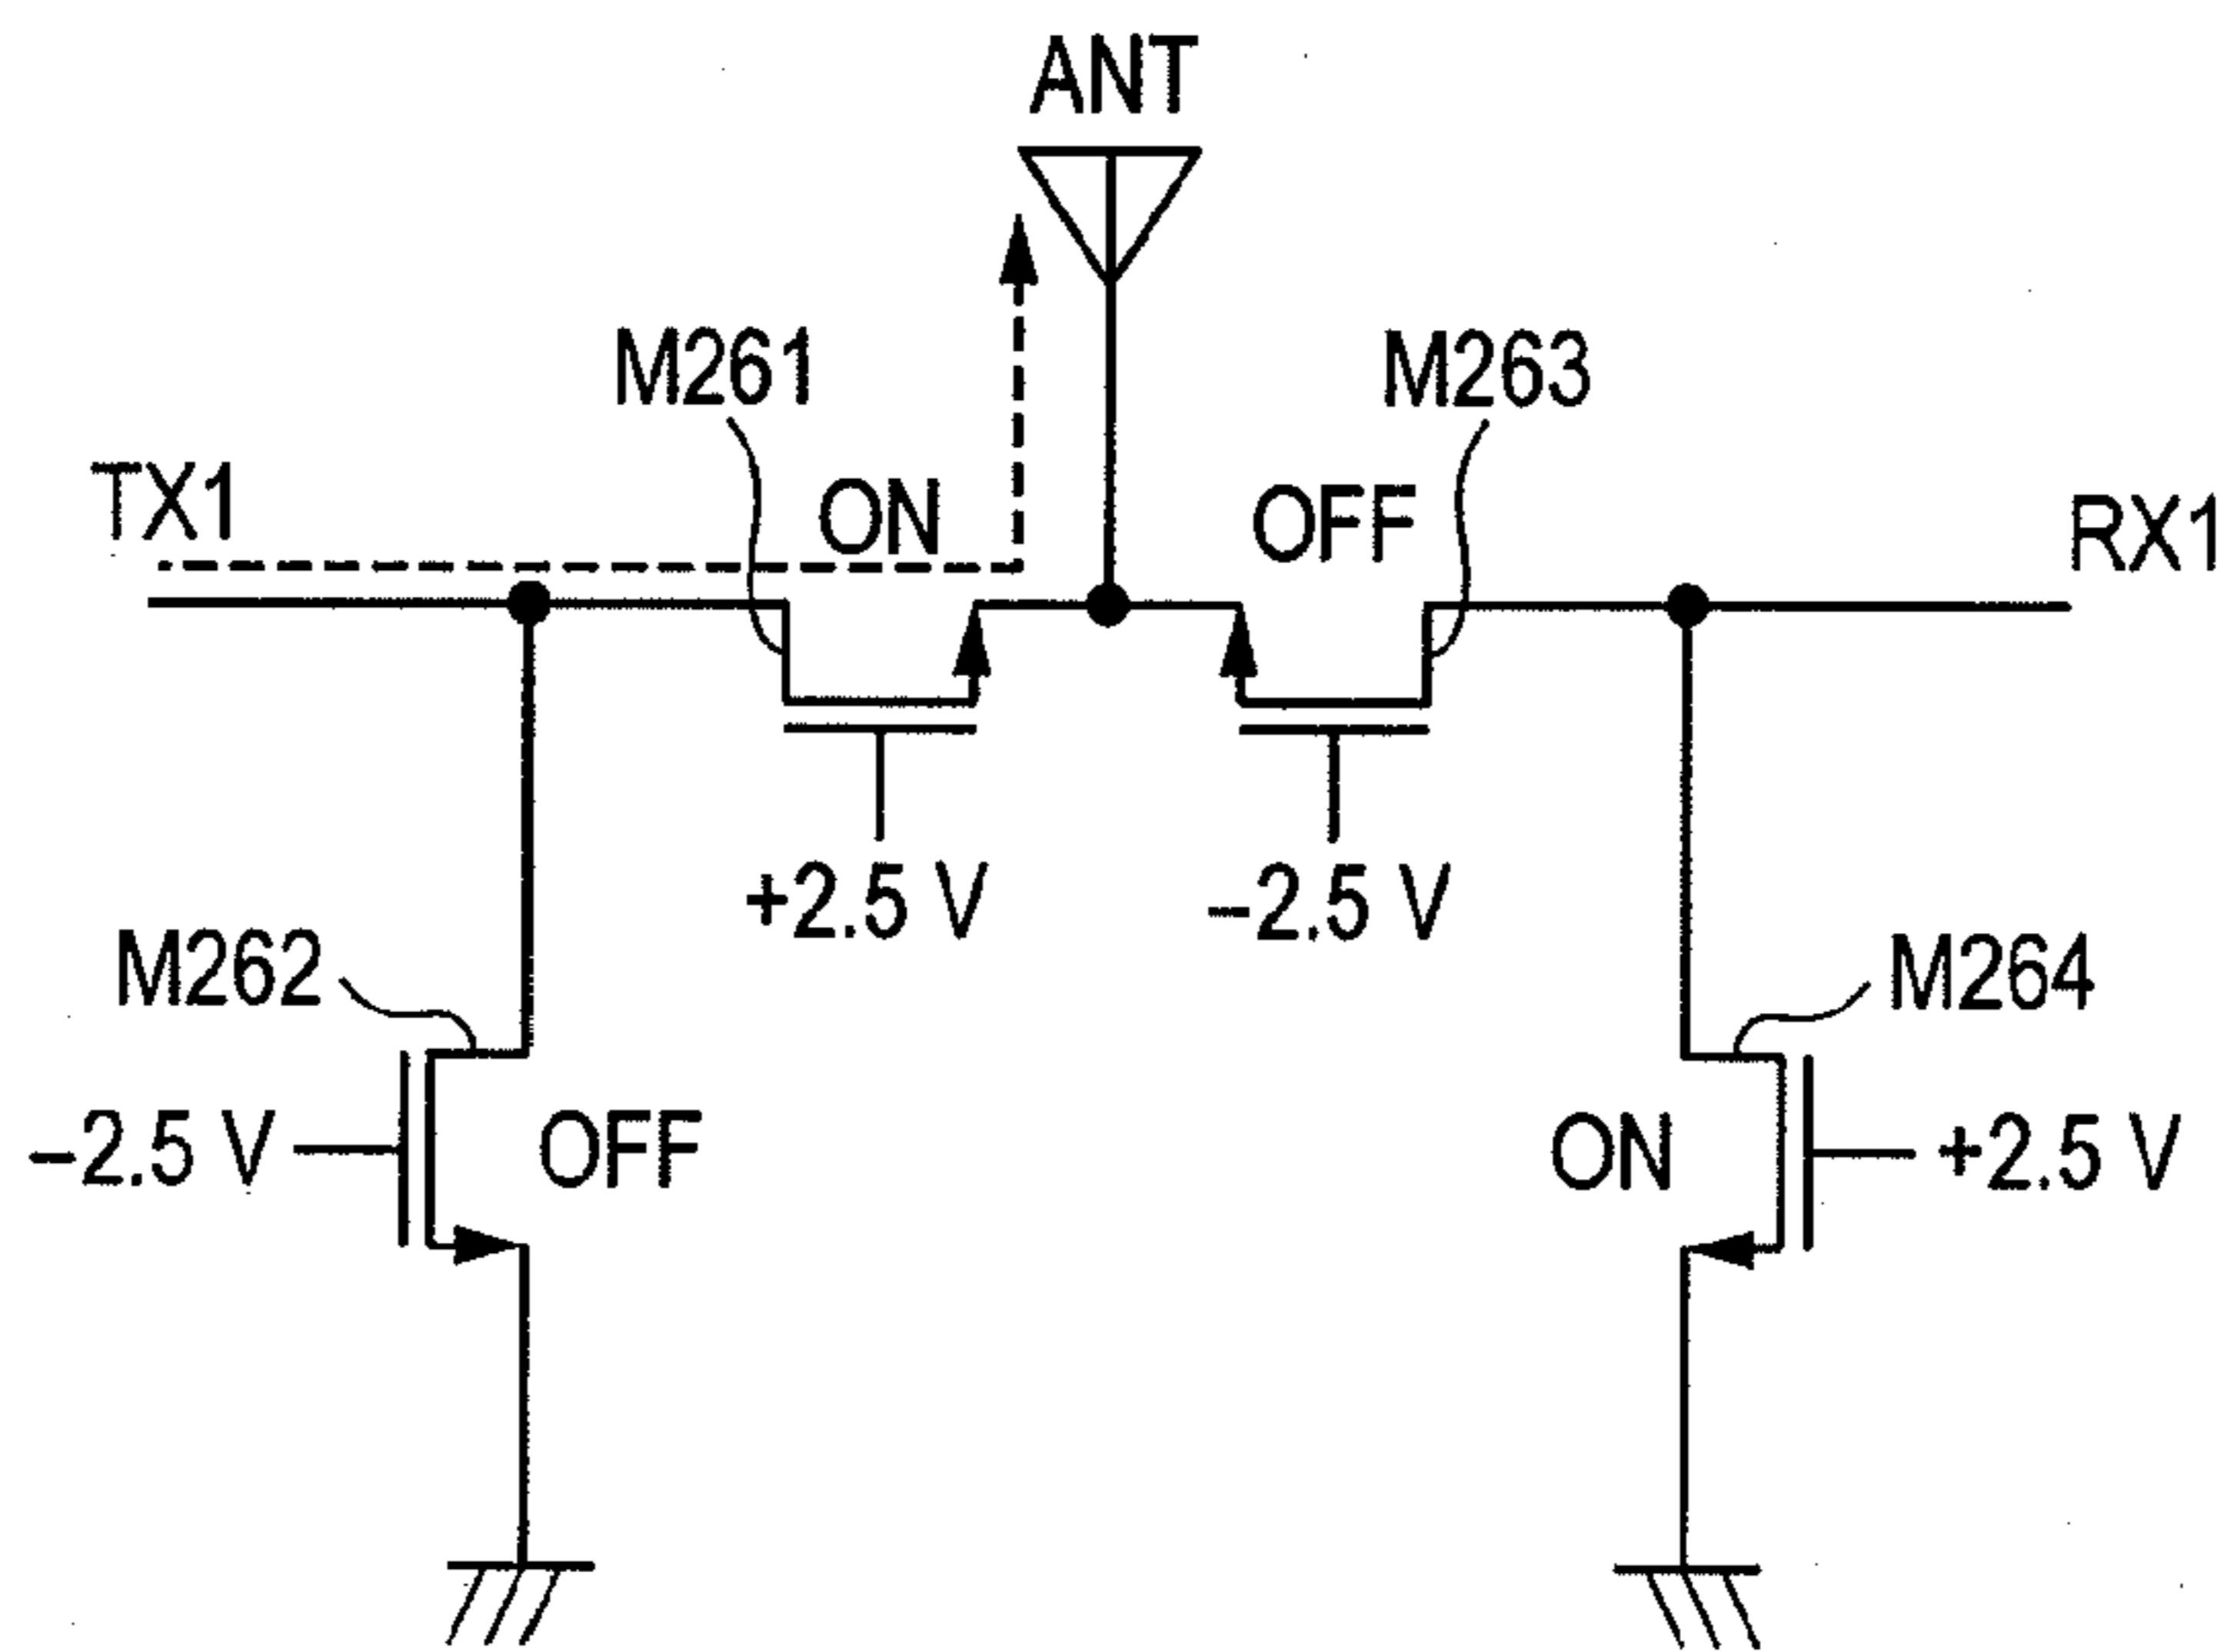 ANT
M261
M263
TX1
ON
OFF
RX1
+2.5 V
−2.5 V
M262
M264
−2.5 V
OFF
ON
+2.5 V